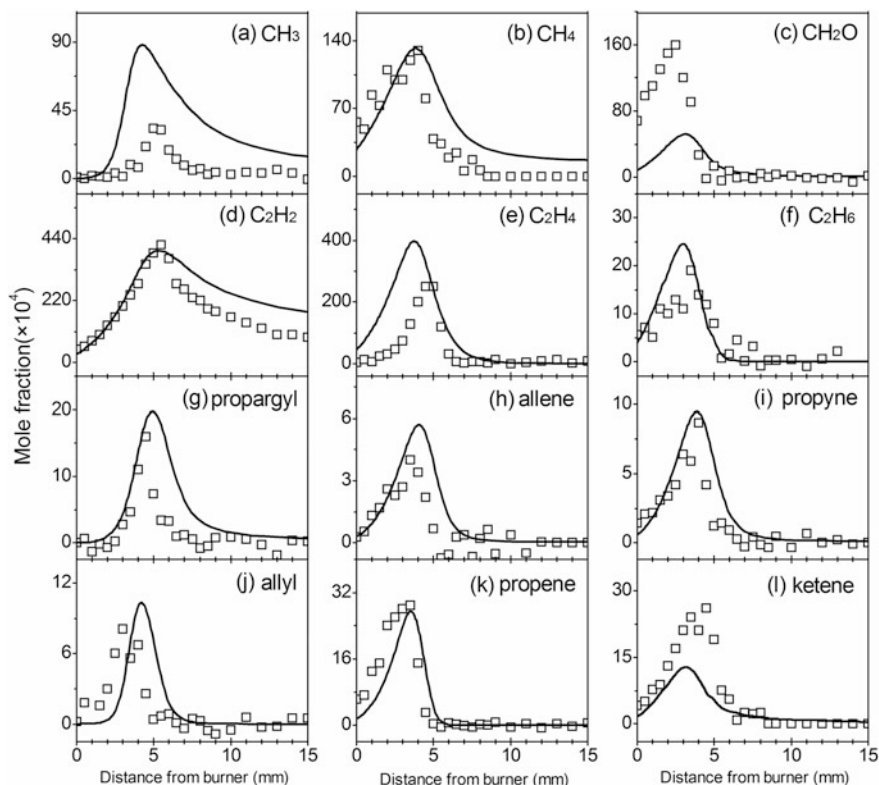 (a) CH₃
(b) CH₄
(c) CH₂O
90
45
0
140
70
0
160
80
0
(d) C₂H₂
(e) C₂H₄
(f) C₂H₆
440
220
0
400
200
0
20
10
0
Mole fraction(×10⁴)
(g) propargyl
(h) allene
(i) propyne
20
10
0
6
3
0
10
5
0
(j) allyl
(k) propene
(l) ketene
12
6
0
28
16
0
30
15
0
0 5 10 15
0 5 10 15
0 5 10 15
Distance from burner (mm)
Distance from burner (mm)
Distance from burner (mm)